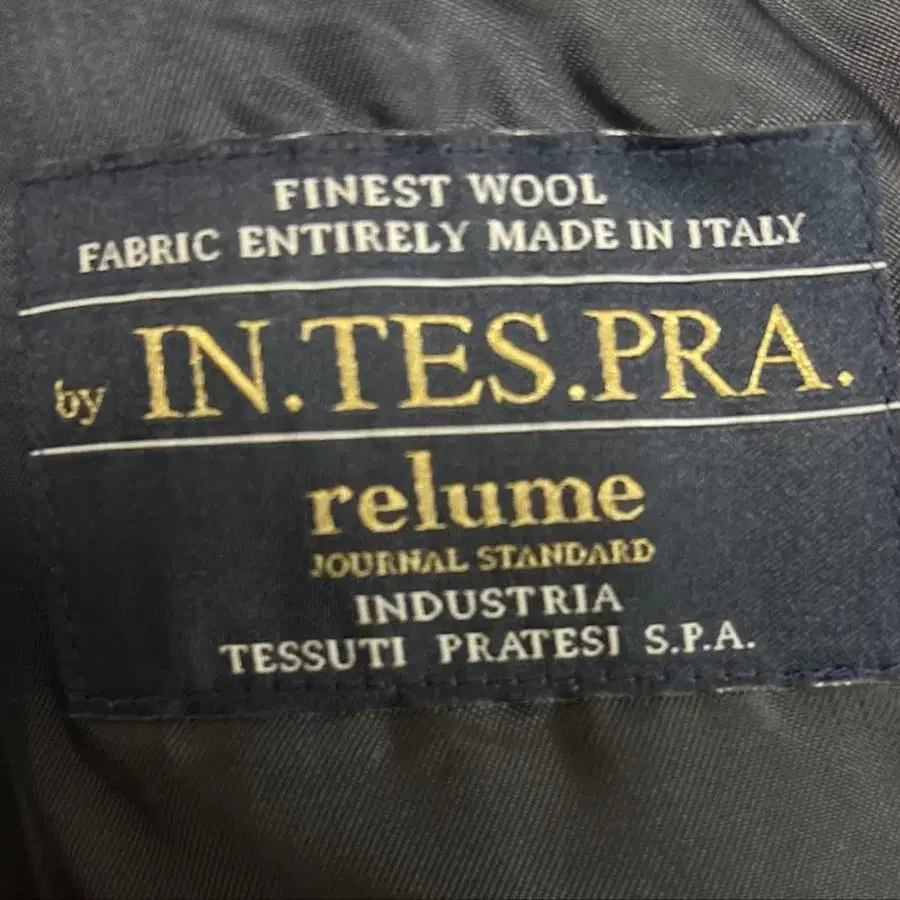 FINEST WOOL
FABRIC ENTIRELY MADE IN ITALY
by IN.TES.PRA.
relume
JOURNAL STANDARD
INDUSTRIA
TESSUTI PRATESI S.P.A.